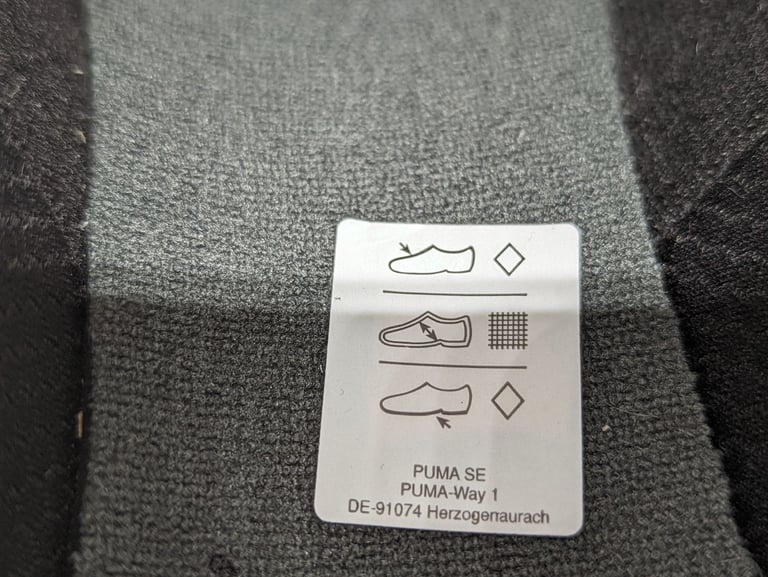 PUMA SE
PUMA-Way 1
DE-91074 Herzogenaurach